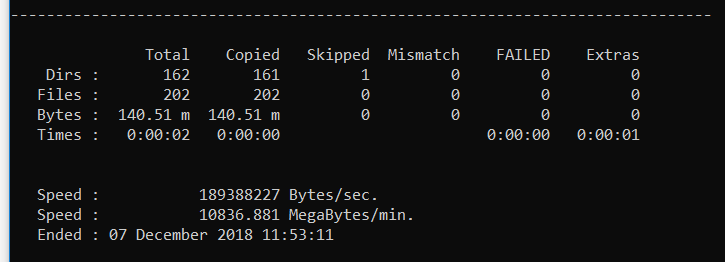 ------------------------------------------------------------------------------
Total Copied Skipped Mismatch FAILED Extras
Dirs : 162 161 1 0 0 0
Files : 202 202 0 0 0 0
Bytes : 140.51 m 140.51 m 0 0 0 0
Times : 0:00:02 0:00:00 0:00:00 0:00:01
Speed : 189388227 Bytes/sec.
Speed : 10836.881 MegaBytes/min.
Ended : 07 December 2018 11:53:11